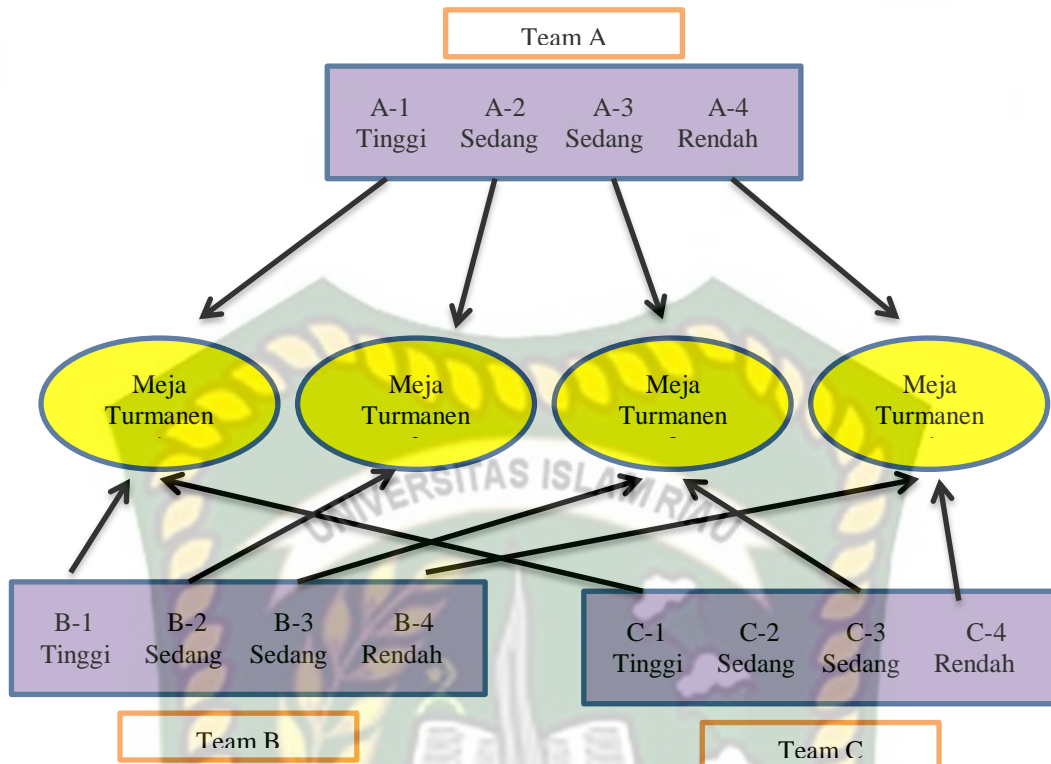 Team A
A-1 A-2 A-3 A-4
Tinggi Sedang Sedang Rendah
Meja Meja Meja Meja
Turmanen Turmanen Turmanen Turmanen
UNIVERSITAS ISLAM RIAU
B-1 B-2 B-3 B-4
Tinggi Sedang Sedang Rendah
C-1 C-2 C-3 C-4
Tinggi Sedang Sedang Rendah
Team B
Team C